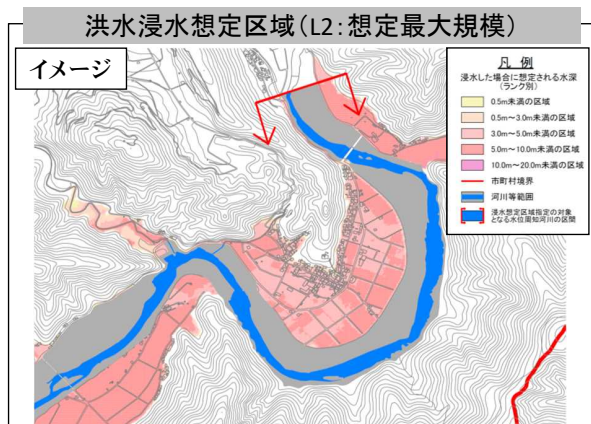 洪水浸水想定区域(L2:想定最大規模)
イメージ
凡 例
浸水した場合に想定される水深
(ランク別)
0.5m未満の区域
0.5m~3.0m未満の区域
3.0m~5.0m未満の区域
5.0m~10.0m未満の区域
10.0m~20.0m未満の区域
市町村境界
河川等範囲
浸水想定区域指定の対象
となる水位周知河川の区間